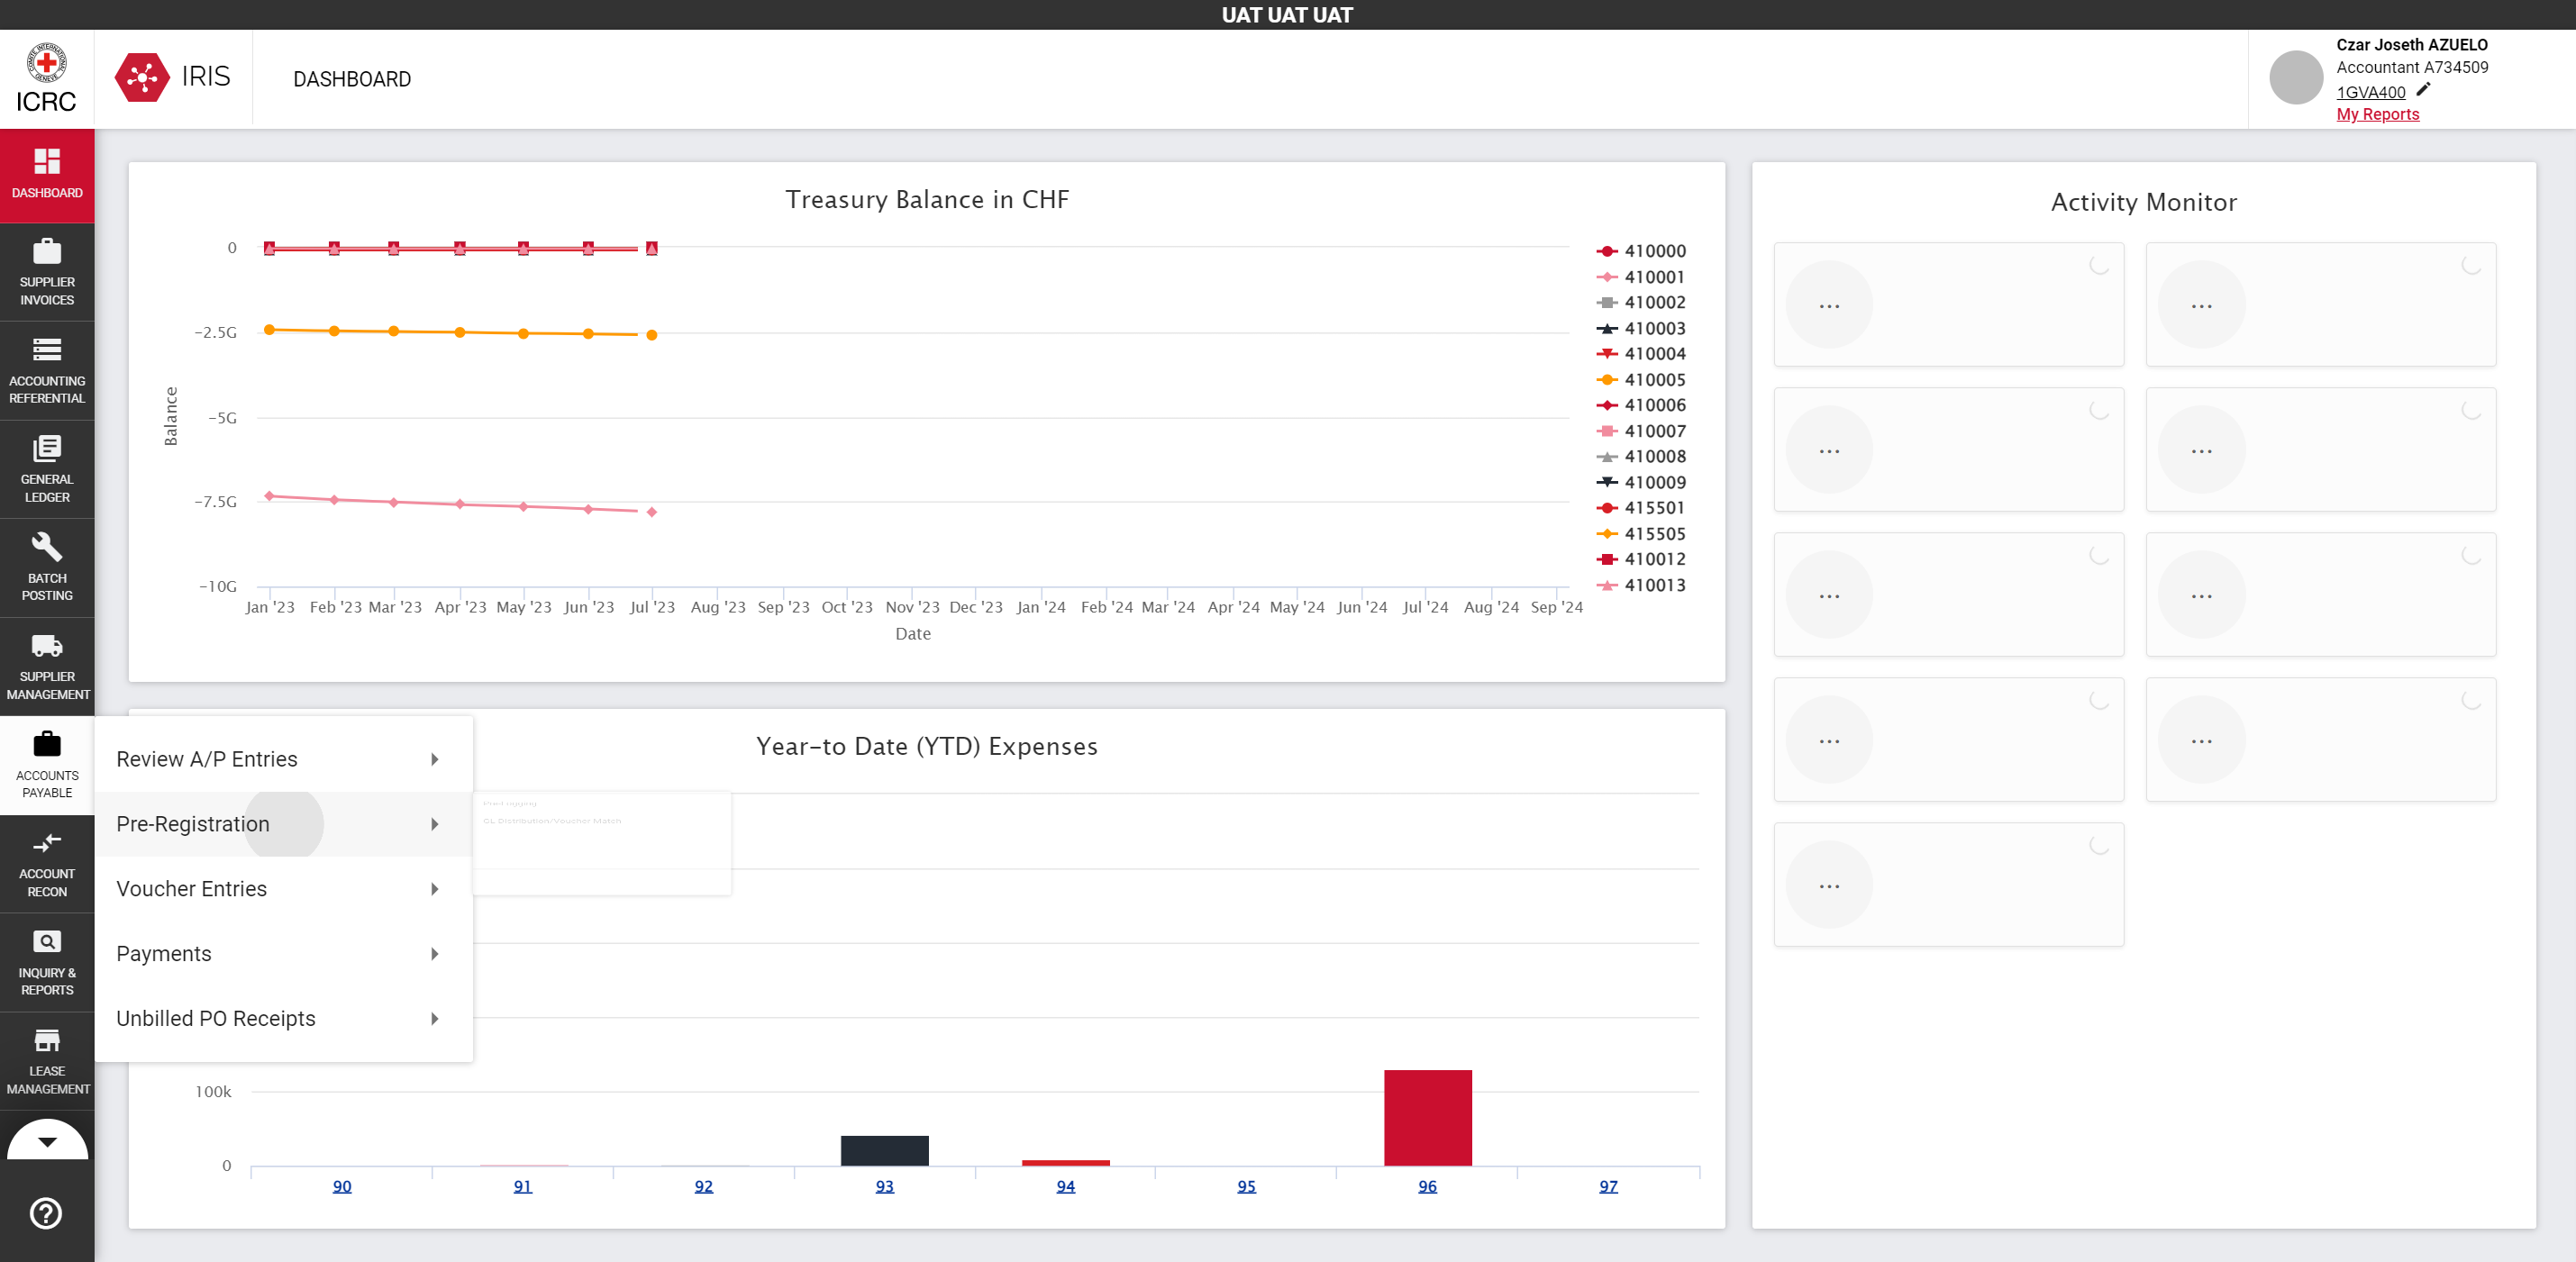 UAT UAT UAT
ICRC
IRIS
DASHBOARD
Czar Joseth AZUELO
Accountant A734509
1GVA400
My Reports
DASHBOARD
SUPPLIER
INVOICES
ACCOUNTING
REFERENTIAL
GENERAL
LEDGER
BATCH
POSTING
SUPPLIER
MANAGEMENT
ACCOUNTS
PAYABLE
ACCOUNT
RECON
INQUIRY &
REPORTS
LEASE
MANAGEMENT
Treasury Balance in CHF
0
-2.5G
-5G
-7.5G
-10G
Balance
Jan '23 Feb '23 Mar '23 Apr '23 May '23 Jun '23 Jul '23 Aug '23 Sep '23 Oct '23 Nov '23 Dec '23 Jan '24 Feb '24 Mar '24 Apr '24 May '24 Jun '24 Jul '24 Aug '24 Sep '24
Date
410000
410001
410002
410003
410004
410005
410006
410007
410008
410009
415501
415505
410012
410013
Activity Monitor
...
...
...
...
...
...
...
...
...
Review A/P Entries
Pre-Registration
Voucher Entries
Payments
Unbilled PO Receipts
GL Distribution/Voucher Match
Year-to Date (YTD) Expenses
100k
0
90 91 92 93 94 95 96 97